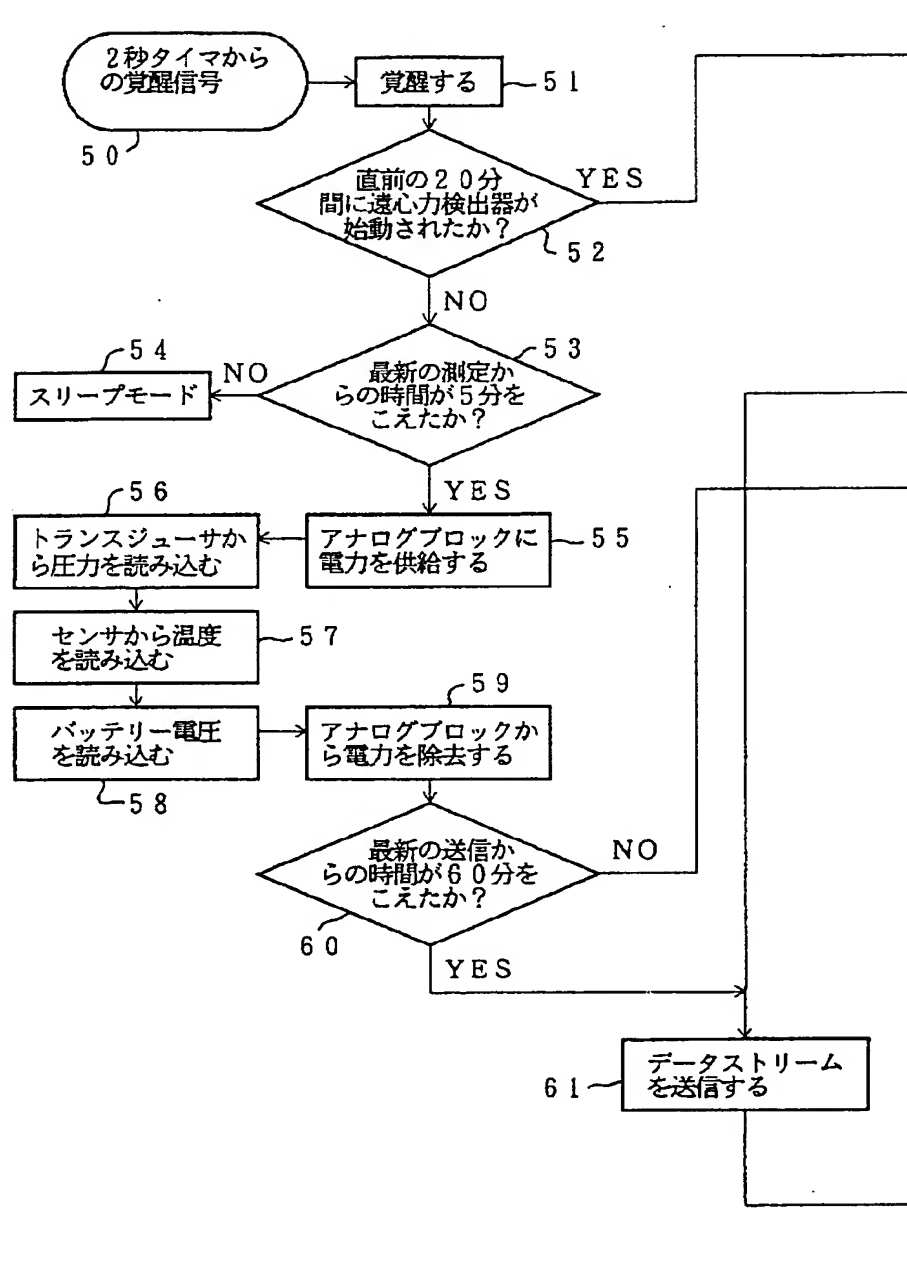 2秒タイマから
の覚醒信号
50
覚醒する
51
直前の20分
間に遠心力検出器が
始動されたか？
YES
52
NO
最新の測定か
らの時間が5分を
こえたか？
53
NO
54
スリープモード
YES
アナログブロックに
電力を供給する
55
56
トランスジューサか
ら圧力を読み込む
センサから温度
を読み込む
57
バッテリー電圧
を読み込む
58
59
アナログブロックか
ら電力を除去する
最新の送信か
らの時間が60分を
こえたか？
NO
60
YES
データストリーム
を送信する
61